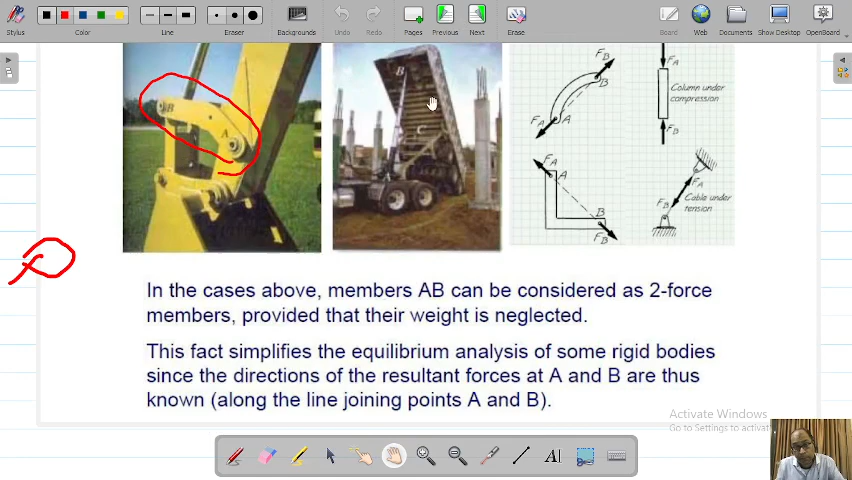 Stylus
Color
Line
Eraser
Backgrounds
Undo
Redo
Pages
Previous
Next
Erase
Board
Web
Documents
Show Desktop
OpenBoard
B
A
B
C
F_B
B
F_A
A
F_A
Column under
compression
F_B
F_A
A
B
F_B
F_A
F_B
Cable under
tension
In the cases above, members AB can be considered as 2-force
members, provided that their weight is neglected.
This fact simplifies the equilibrium analysis of some rigid bodies
since the directions of the resultant forces at A and B are thus
known (along the line joining points A and B).
Activate Windows
Go to Settings to activat